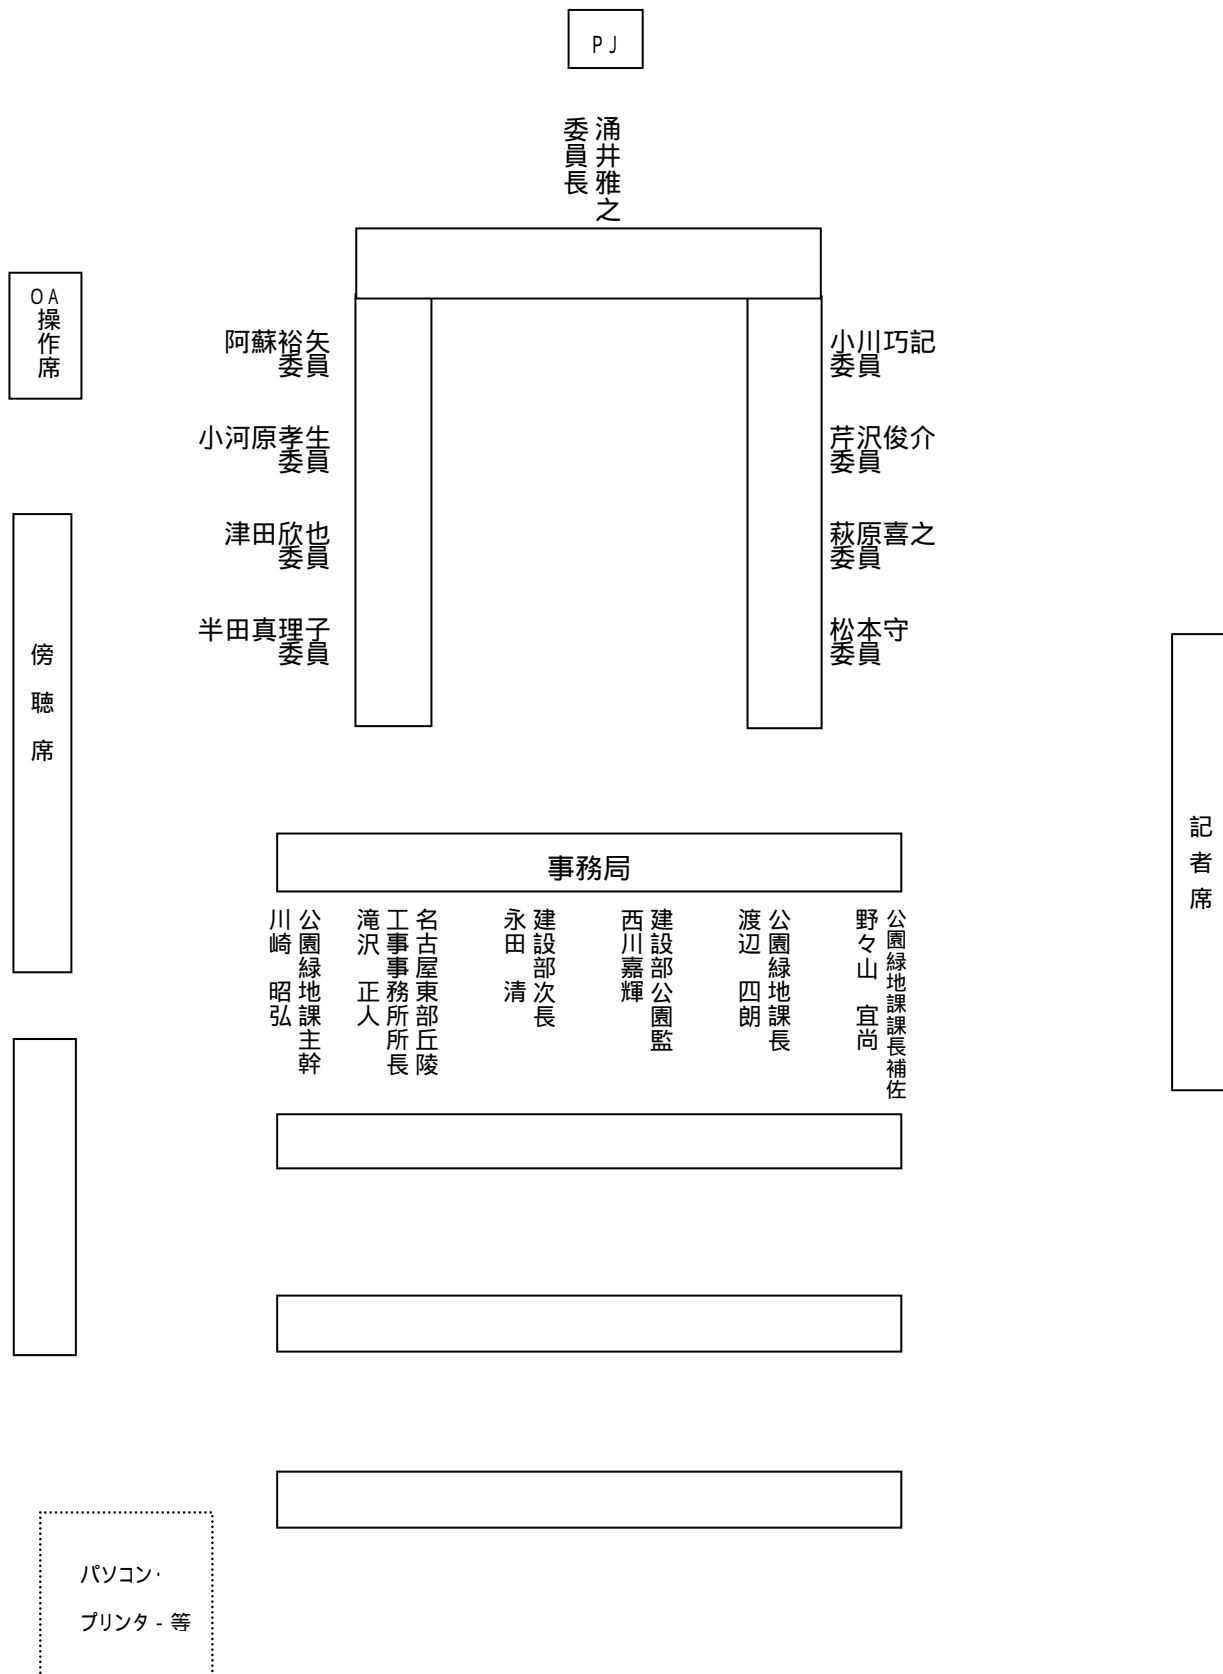 ＰＪ
涌井雅之
委員長
ＯＡ
操作席
阿蘇裕矢
委員
小河原孝生
委員
津田欣也
委員
半田真理子
委員
小川巧記
委員
芹沢俊介
委員
萩原喜之
委員
松本守
委員
傍聴席
記者席
事務局
公園緑地課課長補佐
野々山　宜尚
公園緑地課長
渡辺　四朗
建設部公園監
西川嘉輝
建設部次長
永田　清
名古屋東部丘陵
工事事務所所長
滝沢　正人
公園緑地課主幹
川崎　昭弘
パソコン・
プリンタ - 等